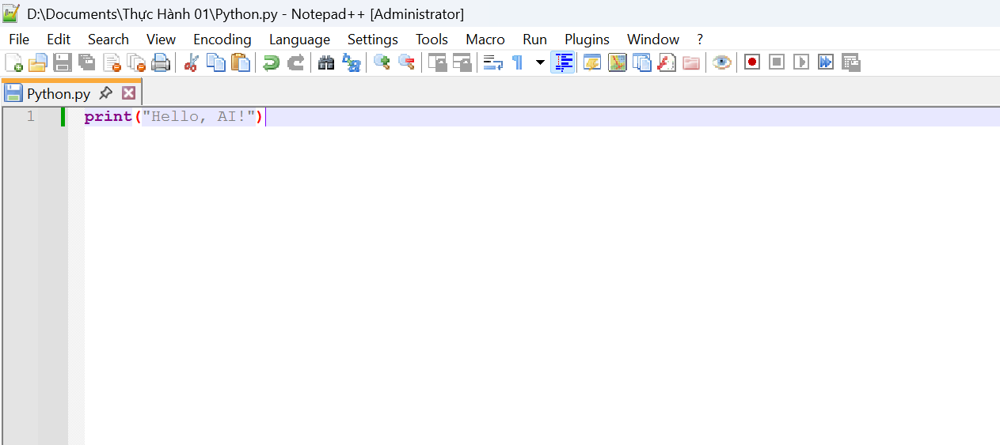 D:\Documents\Thực Hành 01\Python.py - Notepad++ [Administrator]
File Edit Search View Encoding Language Settings Tools Macro Run Plugins Window ?
Python.py
1 print("Hello, AI!")